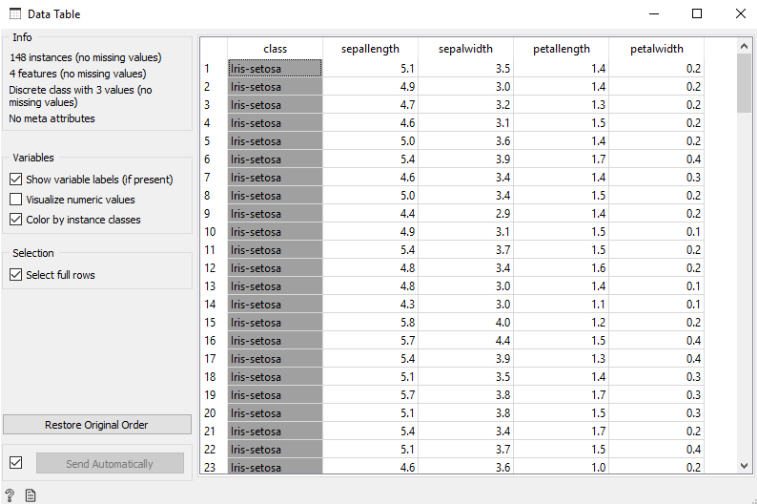 Data Table
Info
148 instances (no missing values)
4 features (no missing values)
Discrete class with 3 values (no
missing values)
No meta attributes
Variables
Show variable labels (if present)
Visualize numeric values
Color by instance classes
Selection
Select full rows
Restore Original Order
Send Automatically
?
class sepallength sepalwidth petallength petalwidth
1 Iris-setosa 5.1 3.5 1.4 0.2
2 Iris-setosa 4.9 3.0 1.4 0.2
3 Iris-setosa 4.7 3.2 1.3 0.2
4 Iris-setosa 4.6 3.1 1.5 0.2
5 Iris-setosa 5.0 3.6 1.4 0.2
6 Iris-setosa 5.4 3.9 1.7 0.4
7 Iris-setosa 4.6 3.4 1.4 0.3
8 Iris-setosa 5.0 3.4 1.5 0.2
9 Iris-setosa 4.4 2.9 1.4 0.2
10 Iris-setosa 4.9 3.1 1.5 0.1
11 Iris-setosa 5.4 3.7 1.5 0.2
12 Iris-setosa 4.8 3.4 1.6 0.2
13 Iris-setosa 4.8 3.0 1.4 0.1
14 Iris-setosa 4.3 3.0 1.1 0.1
15 Iris-setosa 5.8 4.0 1.2 0.2
16 Iris-setosa 5.7 4.4 1.5 0.4
17 Iris-setosa 5.4 3.9 1.3 0.4
18 Iris-setosa 5.1 3.5 1.4 0.3
19 Iris-setosa 5.7 3.8 1.7 0.3
20 Iris-setosa 5.1 3.8 1.5 0.3
21 Iris-setosa 5.4 3.4 1.7 0.2
22 Iris-setosa 5.1 3.7 1.5 0.4
23 Iris-setosa 4.6 3.6 1.0 0.2